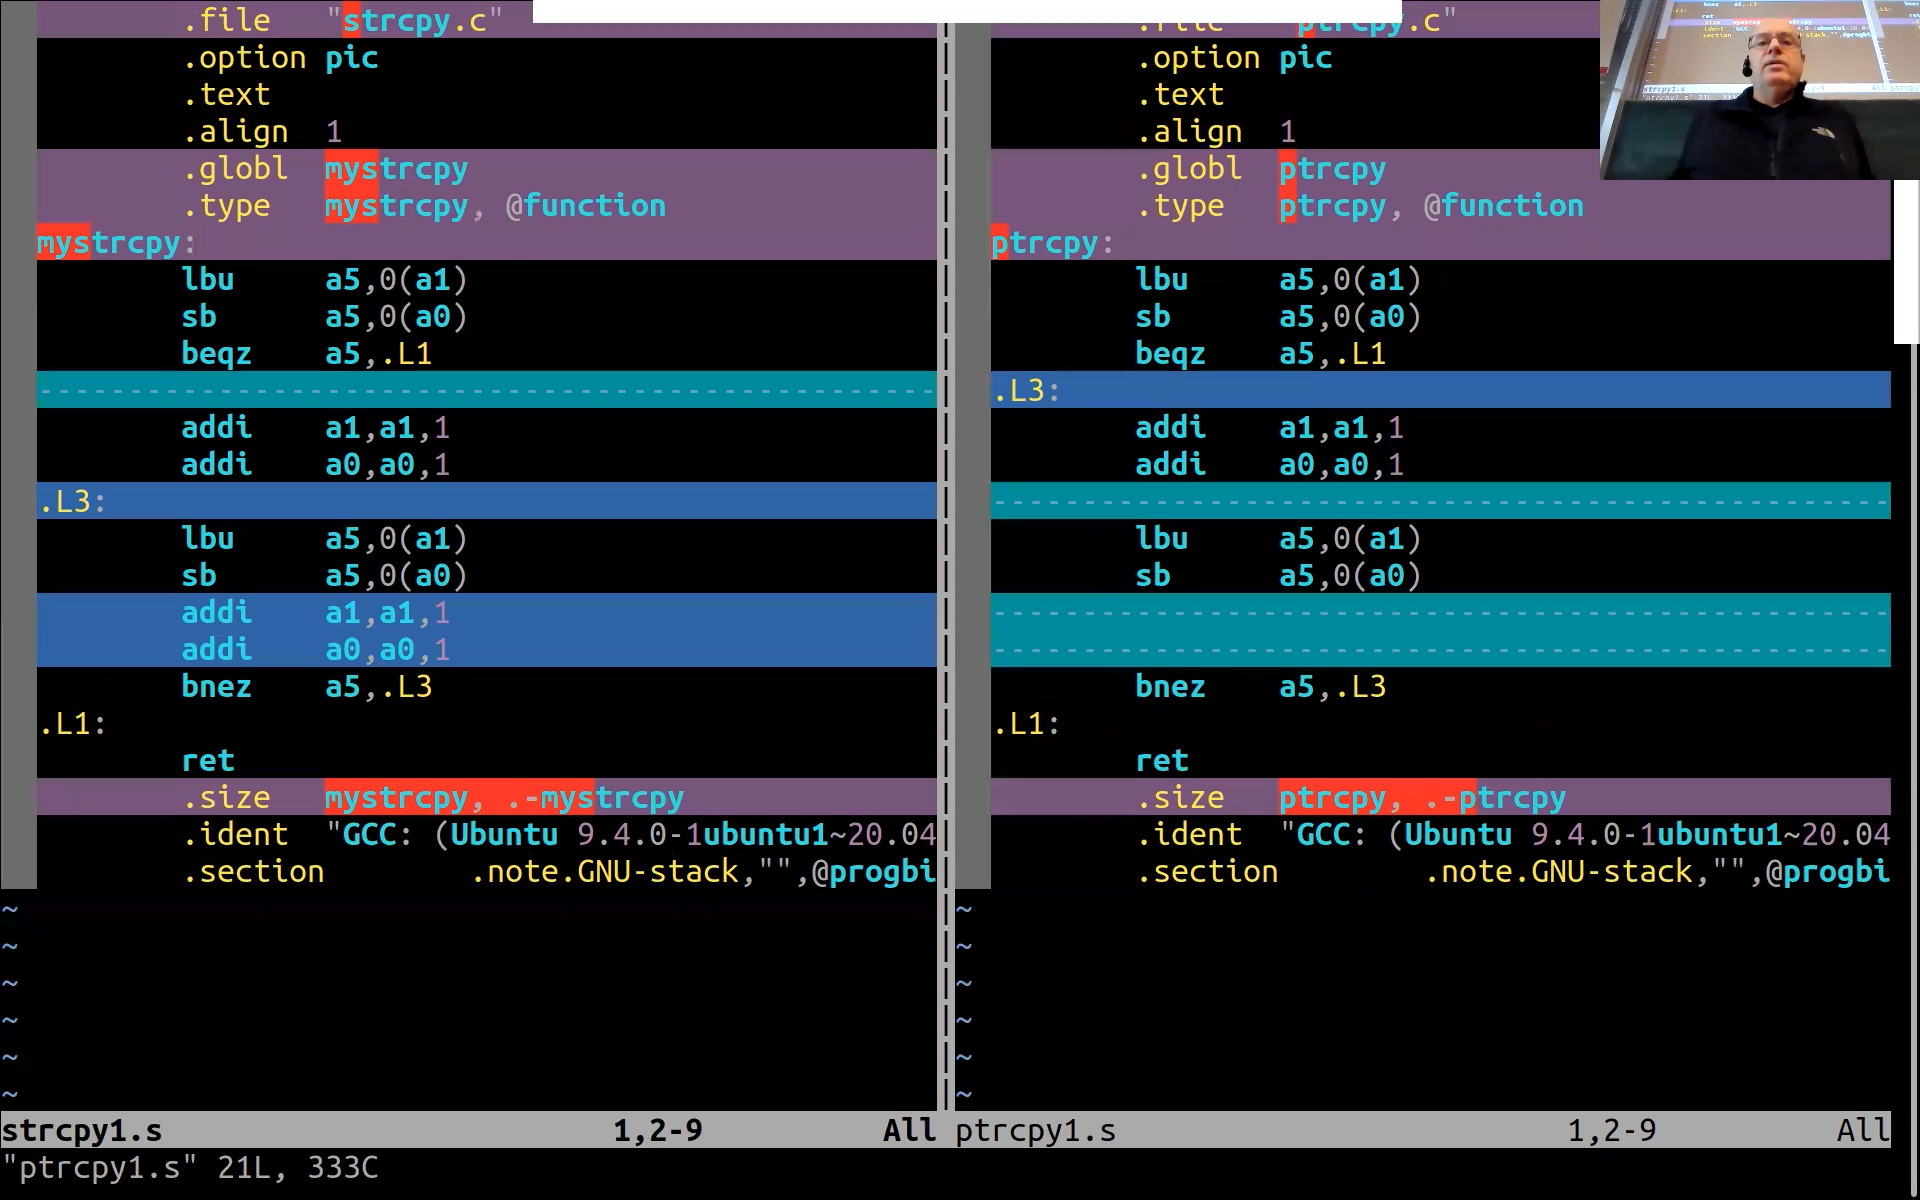 .file "strcpy.c"
.option pic
.text
.align 1
.globl mystrcpy
.type mystrcpy, @function
mystrcpy:
lbu a5,0(a1)
sb a5,0(a0)
beqz a5,.L1
addi a1,a1,1
addi a0,a0,1
.L3:
lbu a5,0(a1)
sb a5,0(a0)
addi a1,a1,1
addi a0,a0,1
bnez a5,.L3
.L1:
ret
.size mystrcpy, .-mystrcpy
.ident "GCC: (Ubuntu 9.4.0-1ubuntu1~20.04
.section .note.GNU-stack,"",@progbi
~
~
~
~
~
~
strcpy1.s 1,2-9 All
.file "ptrcpy.c"
.option pic
.text
.align 1
.globl ptrcpy
.type ptrcpy, @function
ptrcpy:
lbu a5,0(a1)
sb a5,0(a0)
beqz a5,.L1
.L3:
addi a1,a1,1
addi a0,a0,1
lbu a5,0(a1)
sb a5,0(a0)
bnez a5,.L3
.L1:
ret
.size ptrcpy, .-ptrcpy
.ident "GCC: (Ubuntu 9.4.0-1ubuntu1~20.04
.section .note.GNU-stack,"",@progbi
~
~
~
~
~
~
ptrcpy1.s 1,2-9 All
"ptrcpy1.s" 21L, 333C